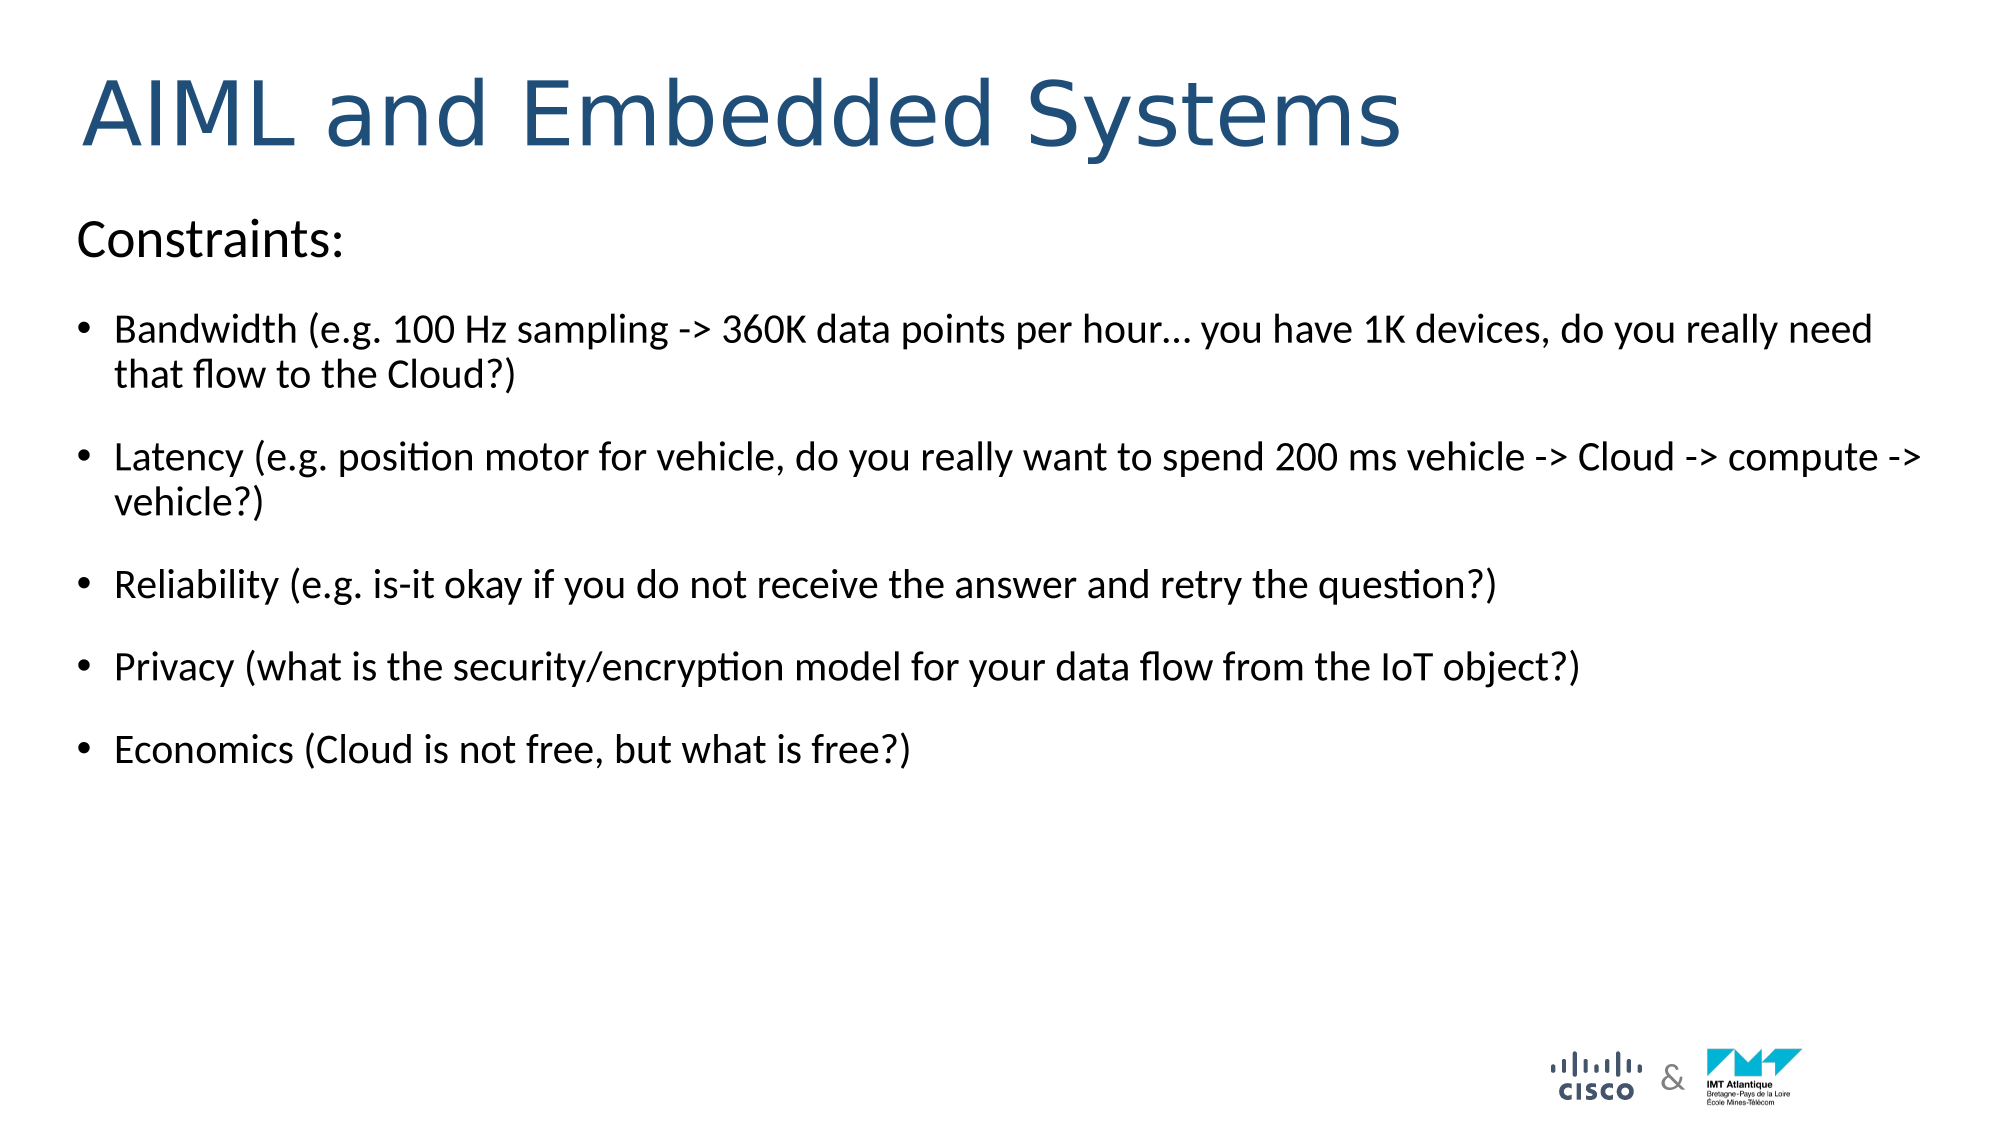 AIML and Embedded Systems
Constraints:
• Bandwidth (e.g. 100 Hz sampling -> 360K data points per hour… you have 1K devices, do you really need
that flow to the Cloud?)
• Latency (e.g. position motor for vehicle, do you really want to spend 200 ms vehicle -> Cloud -> compute ->
vehicle?)
• Reliability (e.g. is-it okay if you do not receive the answer and retry the question?)
• Privacy (what is the security/encryption model for your data flow from the IoT object?)
• Economics (Cloud is not free, but what is free?)
CISCO & IMT
IMT Atlantique
Bretagne-Pays de la Loire
École Mines-Télécom